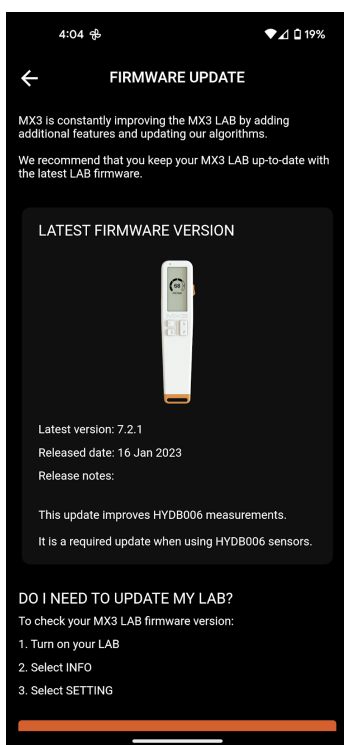 4:04
19%
FIRMWARE UPDATE
MX3 is constantly improving the MX3 LAB by adding
additional features and updating our algorithms.
We recommend that you keep your MX3 LAB up-to-date with
the latest LAB firmware.
LATEST FIRMWARE VERSION
68
Latest version: 7.2.1
Released date: 16 Jan 2023
Release notes:
This update improves HYDB006 measurements.
It is a required update when using HYDB006 sensors.
DO I NEED TO UPDATE MY LAB?
To check your MX3 LAB firmware version:
1. Turn on your LAB
2. Select INFO
3. Select SETTING